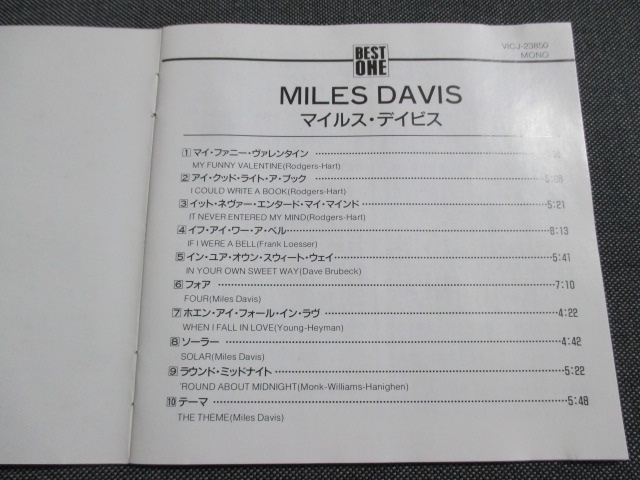 BEST
ONE
VICJ-23850
MONO
MILES DAVIS
マイルス・デイビス
1 マイ・ファニー・ヴァレンタイン
MY FUNNY VALENTINE(Rodgers-Hart)
2 アイ・クッド・ライト・ア・ブック
I COULD WRITE A BOOK(Rodgers-Hart)
3 イット・ネヴァー・エンタード・マイ・マインド 5:21
IT NEVER ENTERED MY MIND(Rodgers-Hart)
4 イフ・アイ・ワー・ア・ベル 8:13
IF I WERE A BELL(Frank Loesser)
5 イン・ユア・オウン・スウィート・ウェイ 5:41
IN YOUR OWN SWEET WAY(Dave Brubeck)
6 フォア 7:10
FOUR(Miles Davis)
7 ホエン・アイ・フォール・イン・ラヴ 4:22
WHEN I FALL IN LOVE(Young-Heyman)
8 ソーラー 4:42
SOLAR(Miles Davis)
9 ラウンド・ミッドナイト 5:22
'ROUND ABOUT MIDNIGHT(Monk-Williams-Hanighen)
10 テーマ 5:48
THE THEME(Miles Davis)